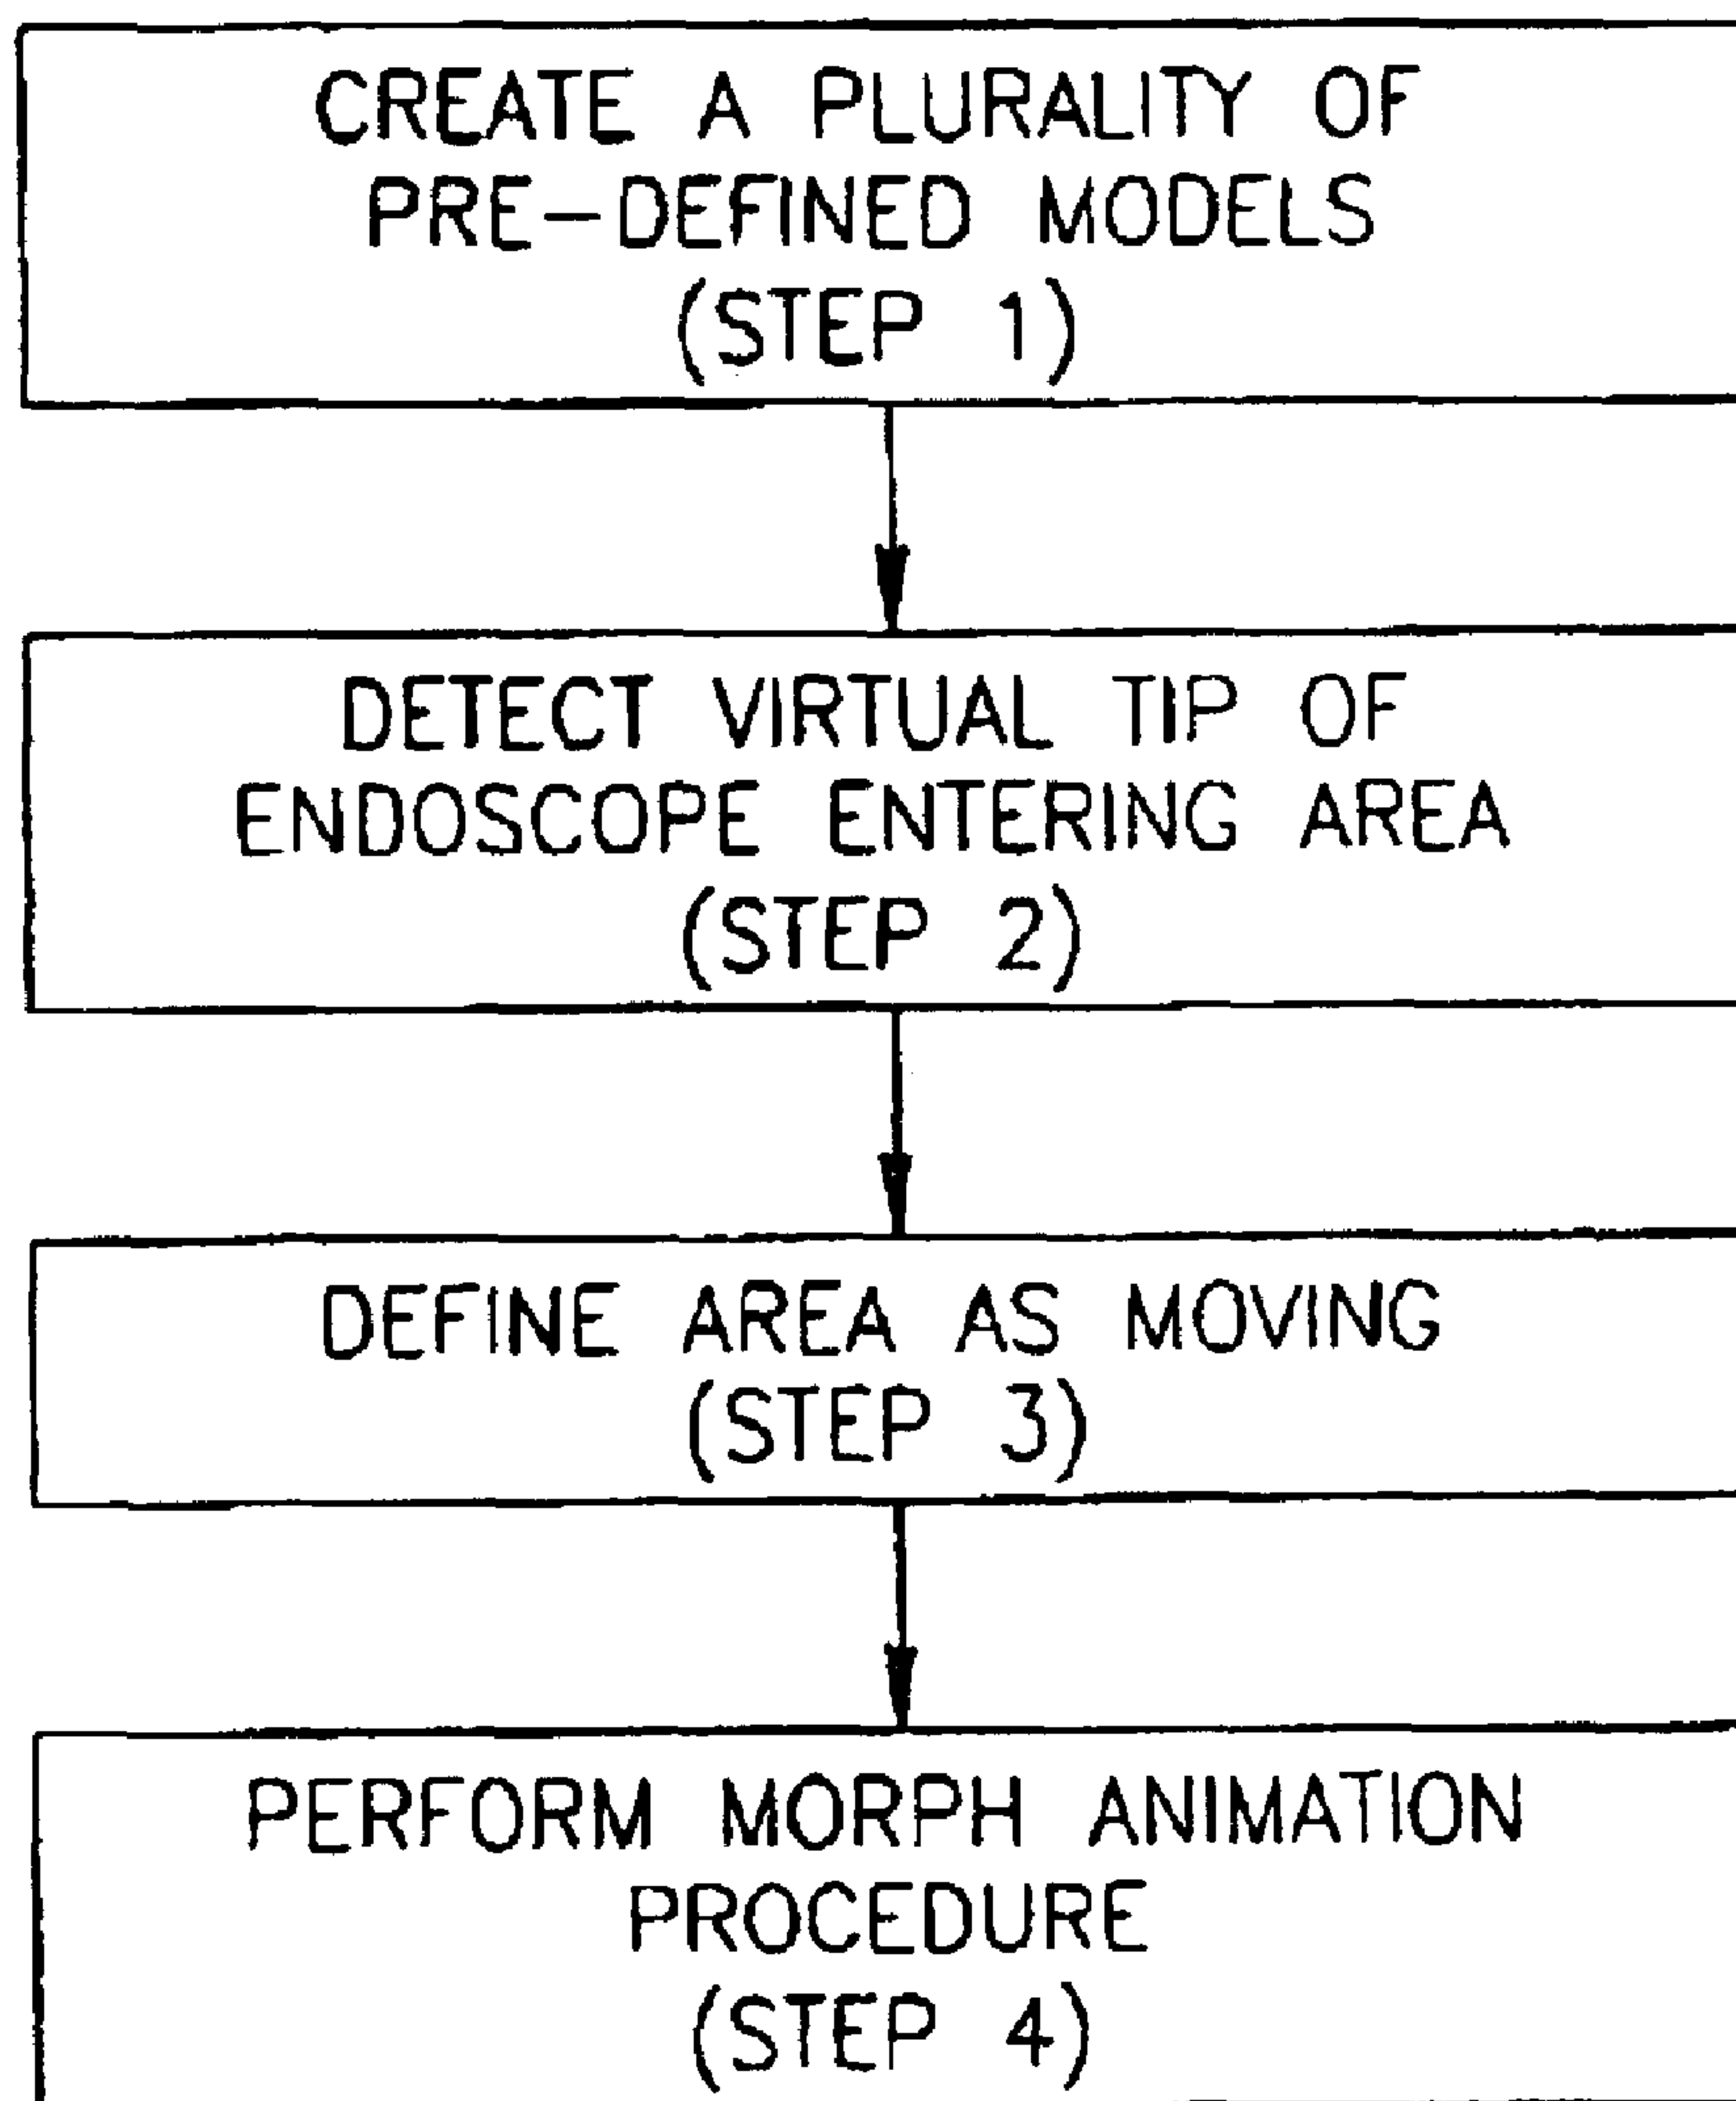 CREATE A PLURALITY OF
PRE-DEFINED MODELS
(STEP 1)
DETECT VIRTUAL TIP OF
ENDOSCOPE ENTERING AREA
(STEP 2)
DEFINE AREA AS MOVING
(STEP 3)
PERFORM MORPH ANIMATION
PROCEDURE
(STEP 4)